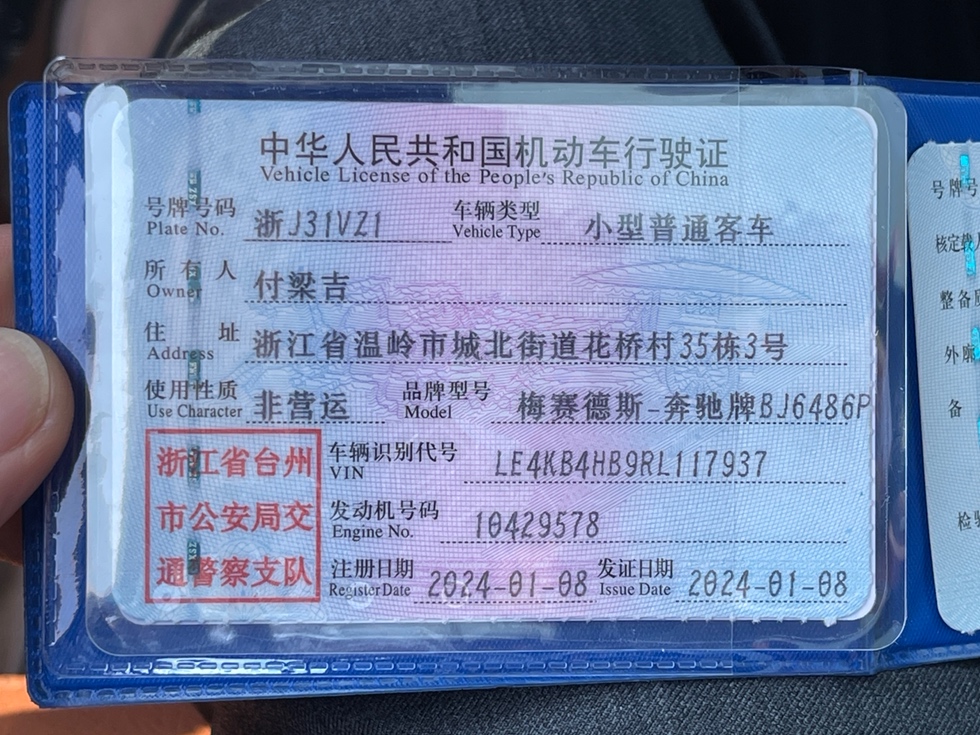 中华人民共和国机动车行驶证
Vehicle License of the People's Republic of China
号牌号码 浙J31VZ1 车辆类型 小型普通客车
Plate No. Vehicle Type
所有人 付梁吉
Owner
住址 浙江省温岭市城北街道花桥村35栋3号
Address
使用性质 非营运 品牌型号 梅赛德斯-奔驰牌BJ6486P
Use Character Model
浙江省台州
市公安局交
通警察支队
车辆识别代号 LE4KB4HB9RL117937
VIN
发动机号码 10429578
Engine No.
注册日期 2024-01-08 发证日期 2024-01-08
Register Date Issue Date
号牌号
核定载人
整备质
外廓
备
检验